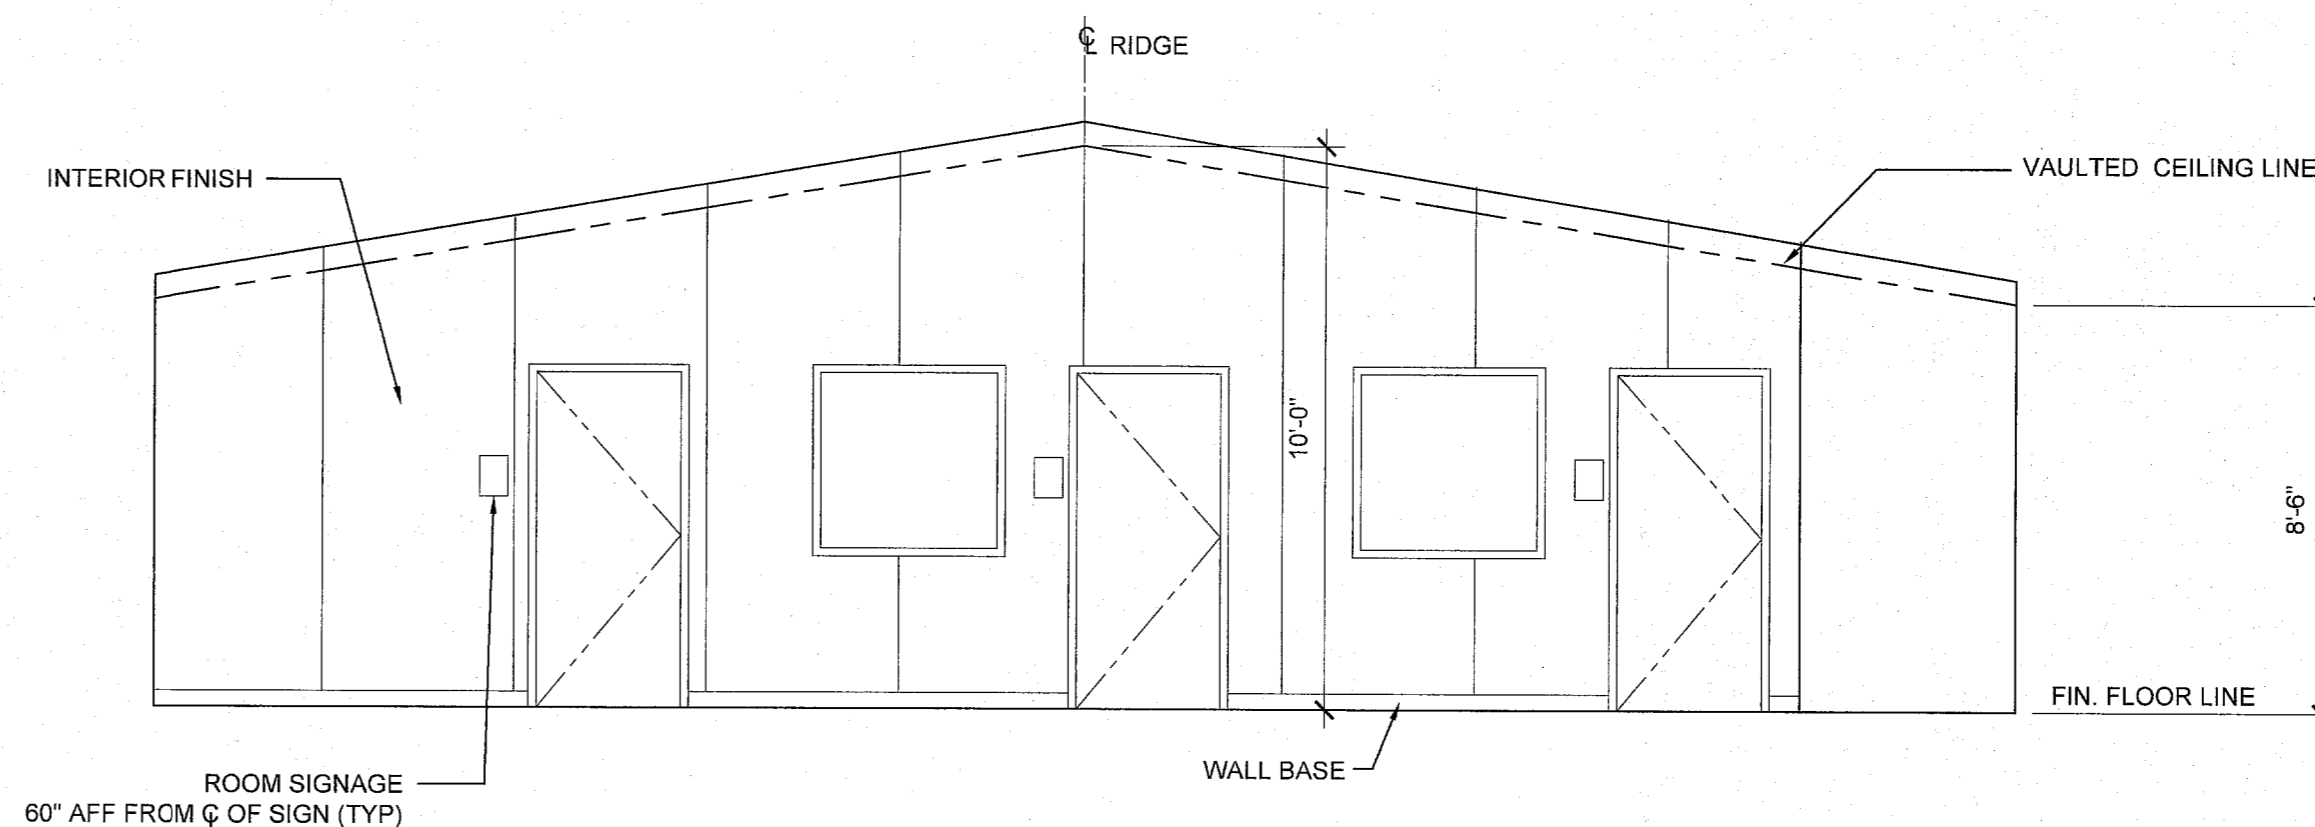 ℄ RIDGE
INTERIOR FINISH
VAULTED CEILING LINE
10'-0"
8'-6"
FIN. FLOOR LINE
WALL BASE
ROOM SIGNAGE
60" AFF FROM ℄ OF SIGN (TYP)